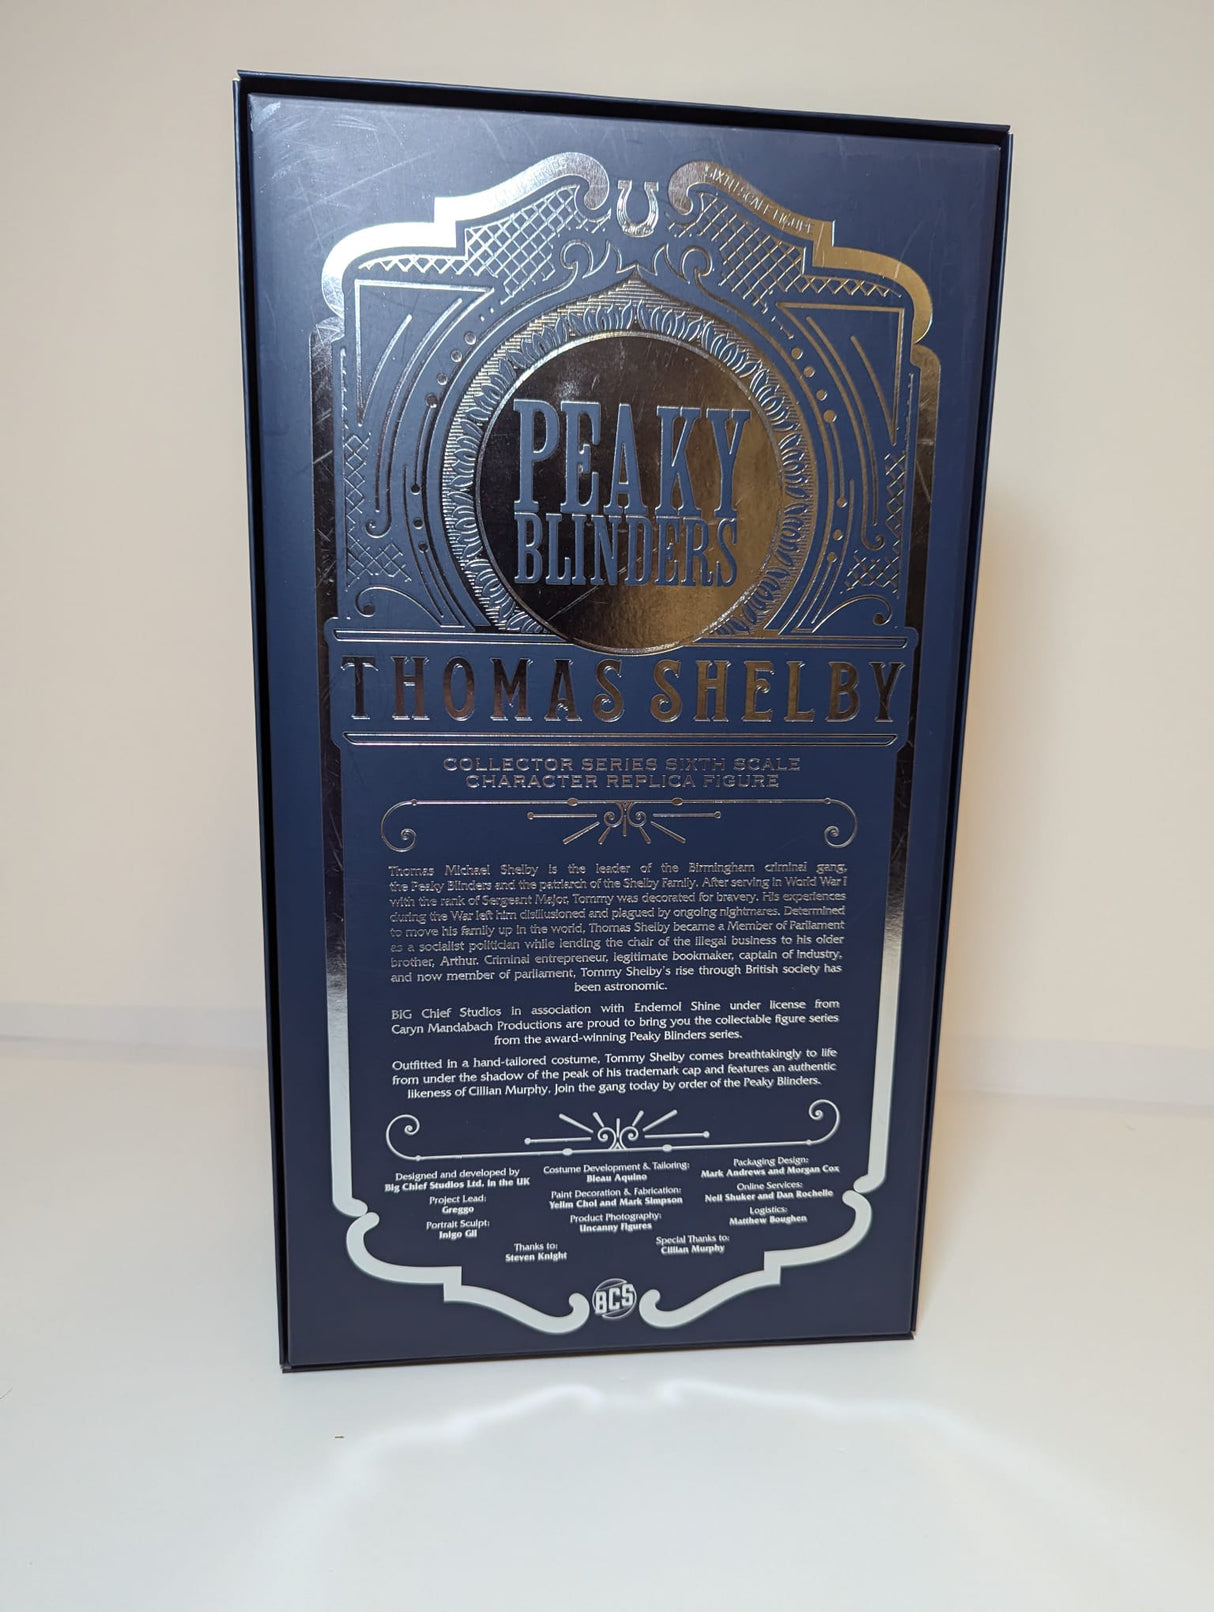 SIXTH SCALE FIGURE
PEAKY
BLINDERS
THOMAS SHELBY
COLLECTOR SERIES SIXTH SCALE
CHARACTER REPLICA FIGURE
Thomas Michael Shelby is the leader of the Birmingham criminal gang,
the Peaky Blinders and the patriarch of the Shelby Family. After serving in World War I
with the rank of Sergeant Major, Tommy was decorated for bravery. His experiences
during the War left him disillusioned and plagued by ongoing nightmares. Determined
to move his family up in the world, Thomas Shelby became a Member of Parliament
as a socialist politician while lending the chair of the illegal business to his older
brother, Arthur. Criminal entrepreneur, legitimate bookmaker, captain of industry,
and now member of parliament, Tommy Shelby's rise through British society has
been astronomic.
BIG Chief Studios in association with Endemol Shine under license from
Caryn Mandabach Productions are proud to bring you the collectable figure series
from the award-winning Peaky Blinders series.
Outfitted in a hand-tailored costume, Tommy Shelby comes breathtakingly to life
from under the shadow of the peak of his trademark cap and features an authentic
likeness of Cillian Murphy. Join the gang today by order of the Peaky Blinders.
Designed and developed by
Big Chief Studios Ltd. in the UK
Costume Development & Tailoring:
Bleau Aquino
Packaging Design:
Mark Andrews and Morgan Cox
Project Lead:
Greggo
Paint Decoration & Fabrication:
Yelim Choi and Mark Simpson
Online Services:
Neil Shuker and Dan Rochelle
Portrait Sculpt:
Inigo Gil
Product Photography:
Uncanny Figures
Logistics:
Matthew Boughen
Thanks to:
Steven Knight
Special Thanks to:
Cillian Murphy
BCS